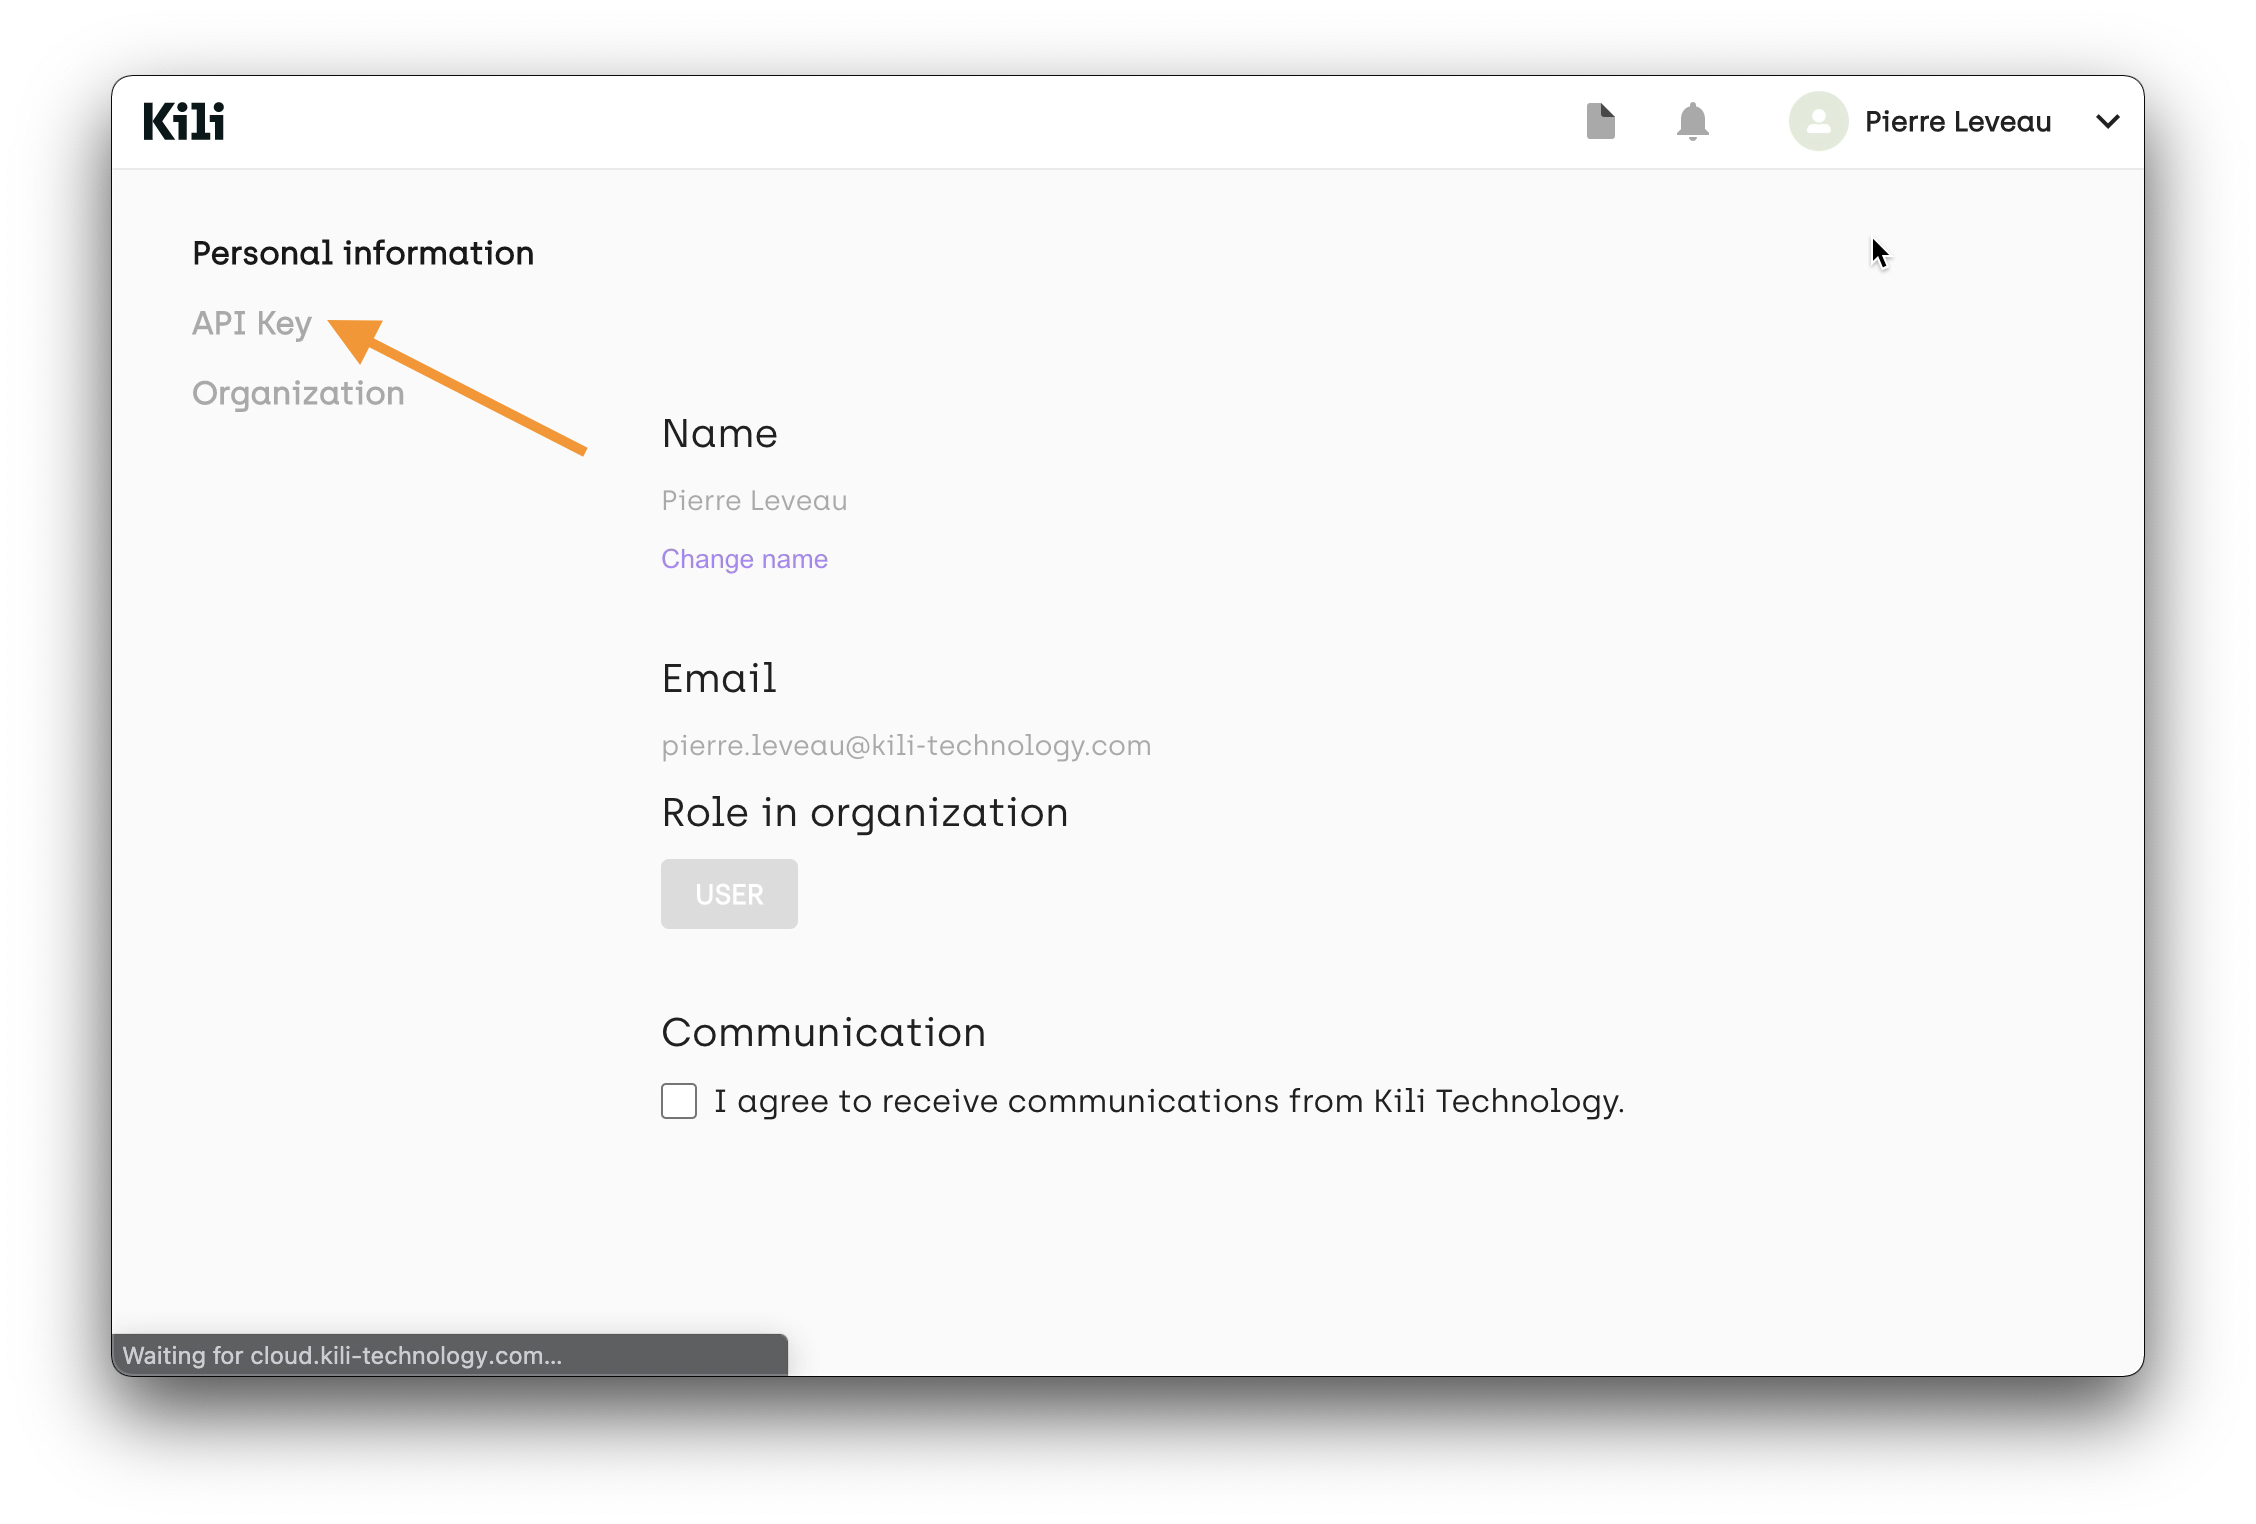 Kili
Pierre Leveau
Personal information
API Key
Organization
Name
Pierre Leveau
Change name
Email
pierre.leveau@kili-technology.com
Role in organization
USER
Communication
I agree to receive communications from Kili Technology.
Waiting for cloud.kili-technology.com...